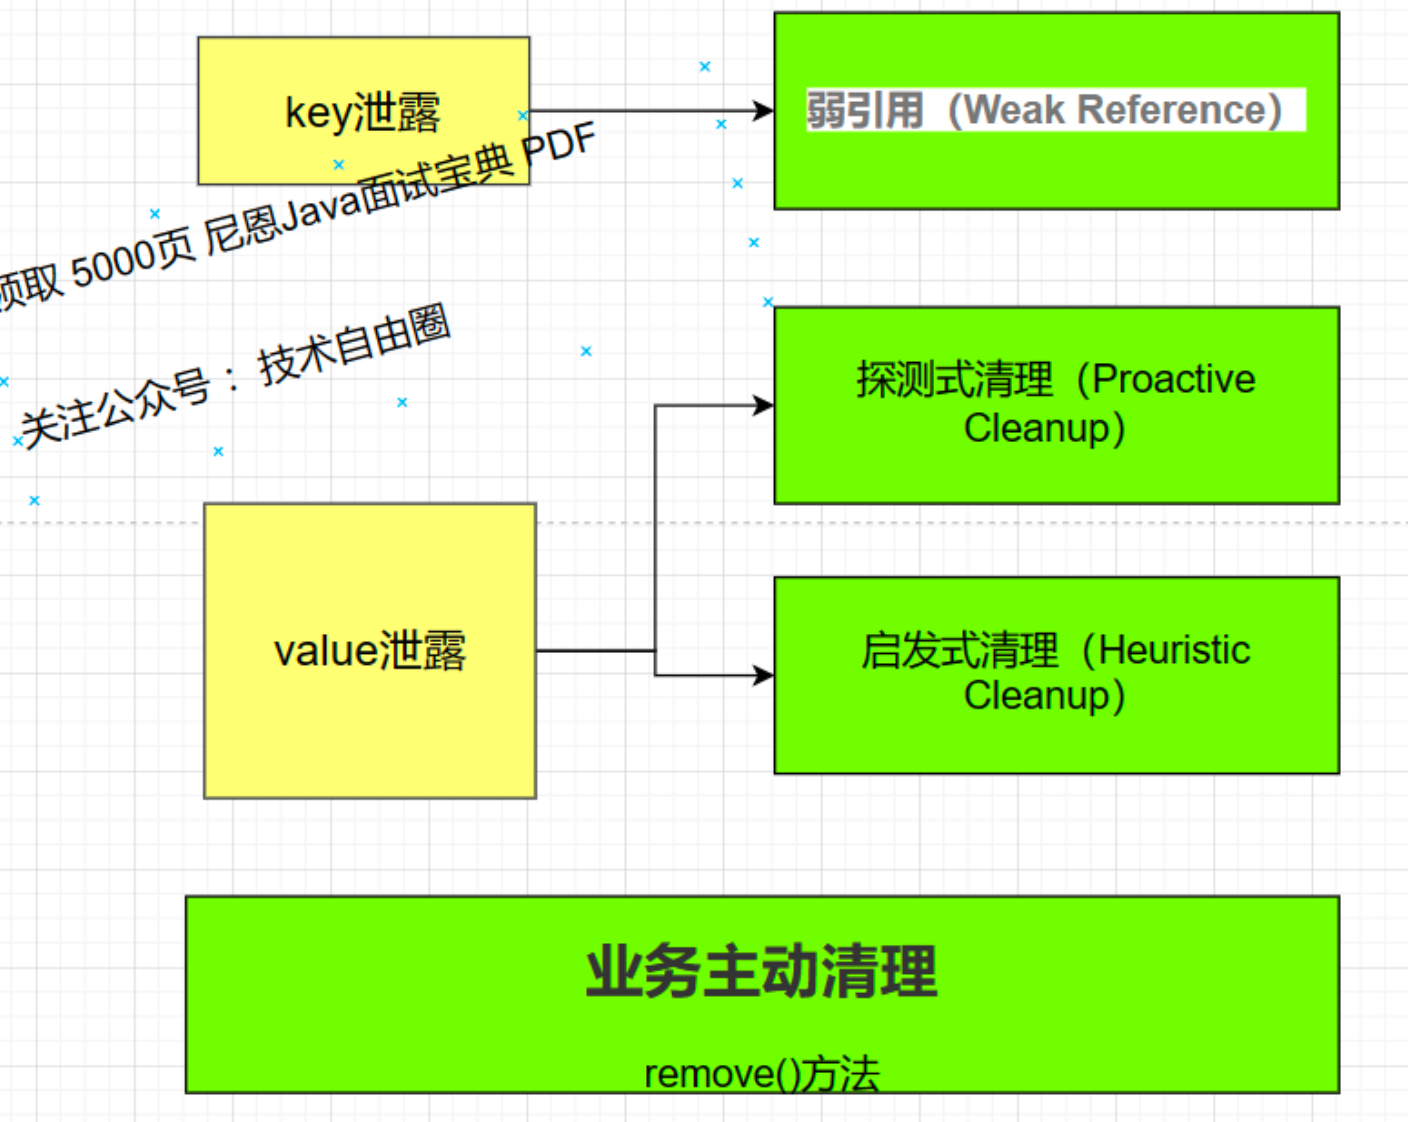 key泄露
弱引用（Weak Reference）
取 5000页 尼恩Java面试宝典 PDF
关注公众号 ：技术自由圈
探测式清理（Proactive
Cleanup）
value泄露
启发式清理（Heuristic
Cleanup）
业务主动清理
remove()方法